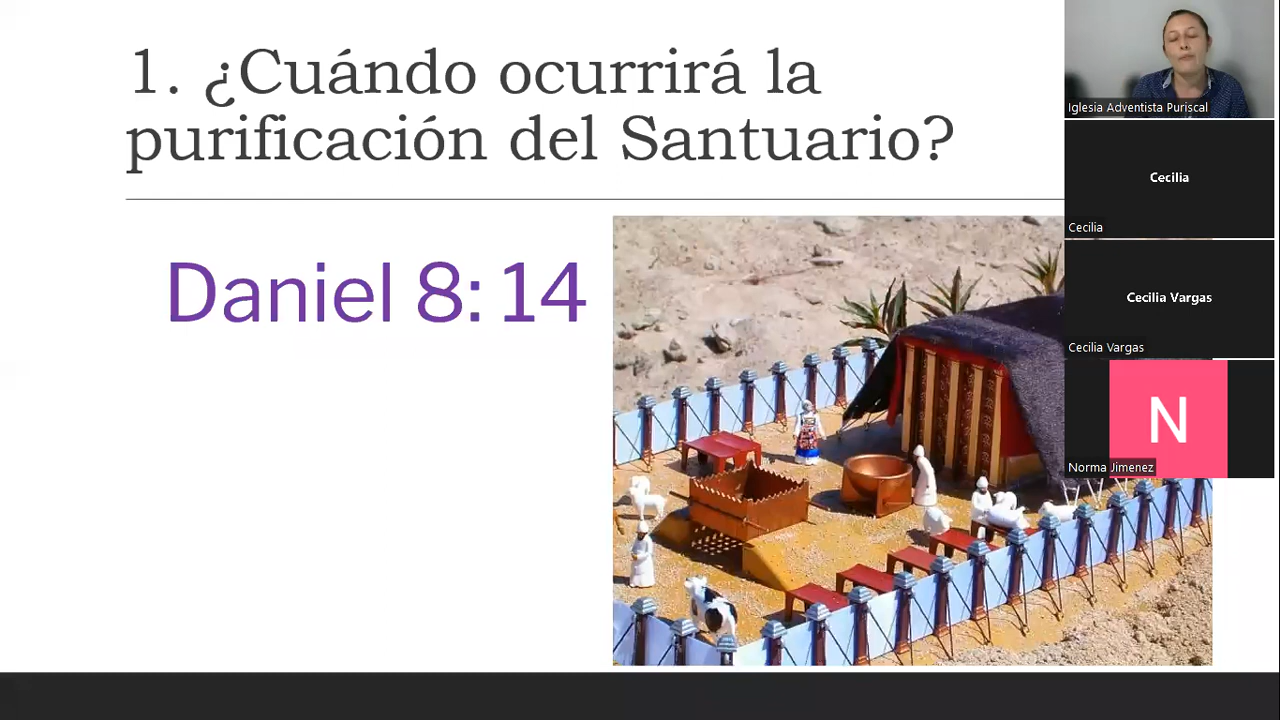 1. ¿Cuándo ocurrirá la
purificación del Santuario?
Daniel 8:14
Iglesia Adventista Puriscal
Cecilia
Cecilia
Cecilia Vargas
Cecilia Vargas
N
Norma Jimenez